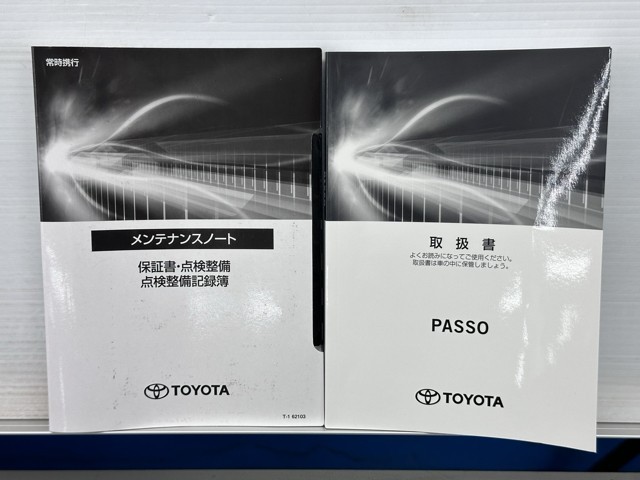 常時携行
メンテナンスノート
保証書・点検整備
点検整備記録簿
TOYOTA
T-1 62103
取扱書
よくお読みになってご使用ください。
取扱書は車の中に保管しましょう。
PASSO
TOYOTA